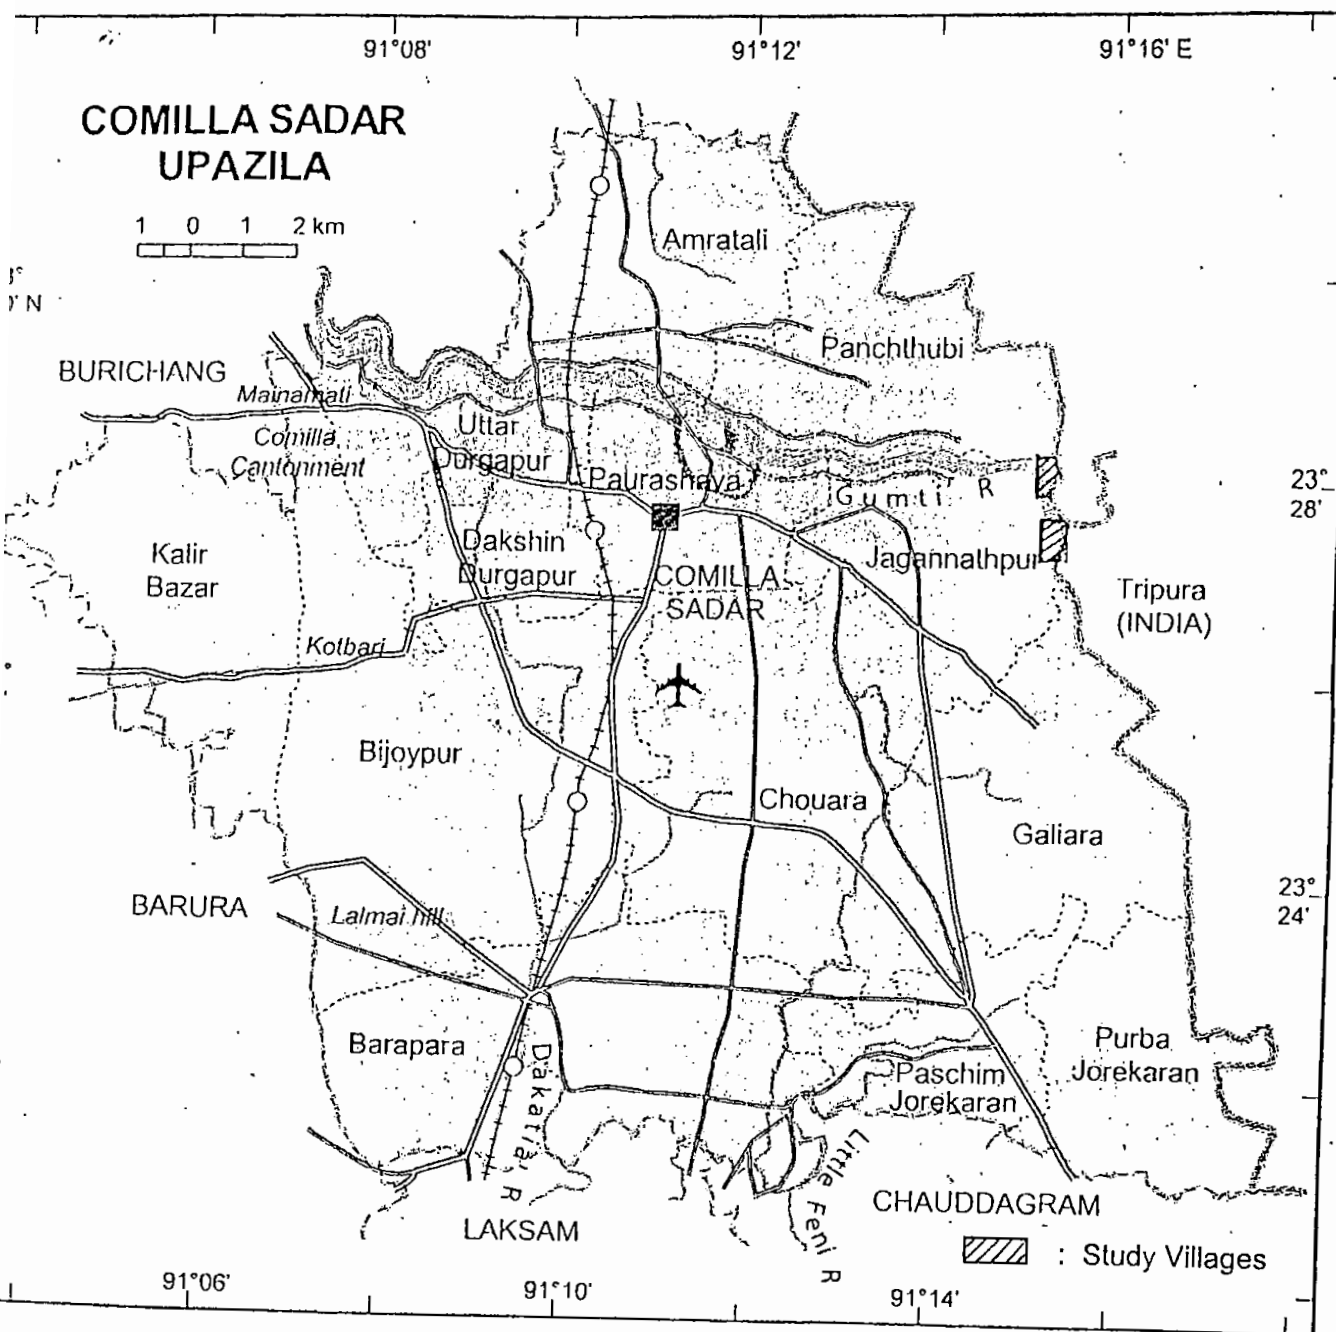 91°08'
91°12'
91°16' E
COMILLA SADAR
UPAZILA
1 0 1 2 km
Amratali
' N
Panchthubi
BURICHANG
Mainamati
Uttar
Durgapur
Comilla
Cantonment
Paurashava
Gumti R
23°
28'
Kalir
Bazar
Dakshin
Durgapur
Jagannathpur
COMILLA
SADAR
Tripura
(INDIA)
Kotbari
Bijoypur
Chouara
Galiara
23°
24'
BARURA
Lalmai hill
Barapara
Dakatia R
Purba
Jorekaran
Paschim
Jorekaran
Little Feni R
LAKSAM
CHAUDDAGRAM
: Study Villages
91°06'
91°10'
91°14'